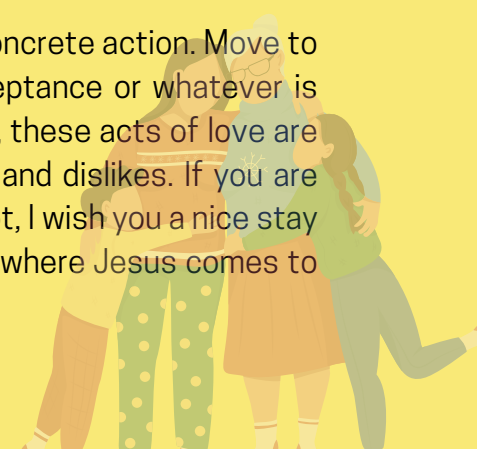 ncrete action. Move to
eptance or whatever is
, these acts of love are
and dislikes. If you are
t, I wish you a nice stay
where Jesus comes to